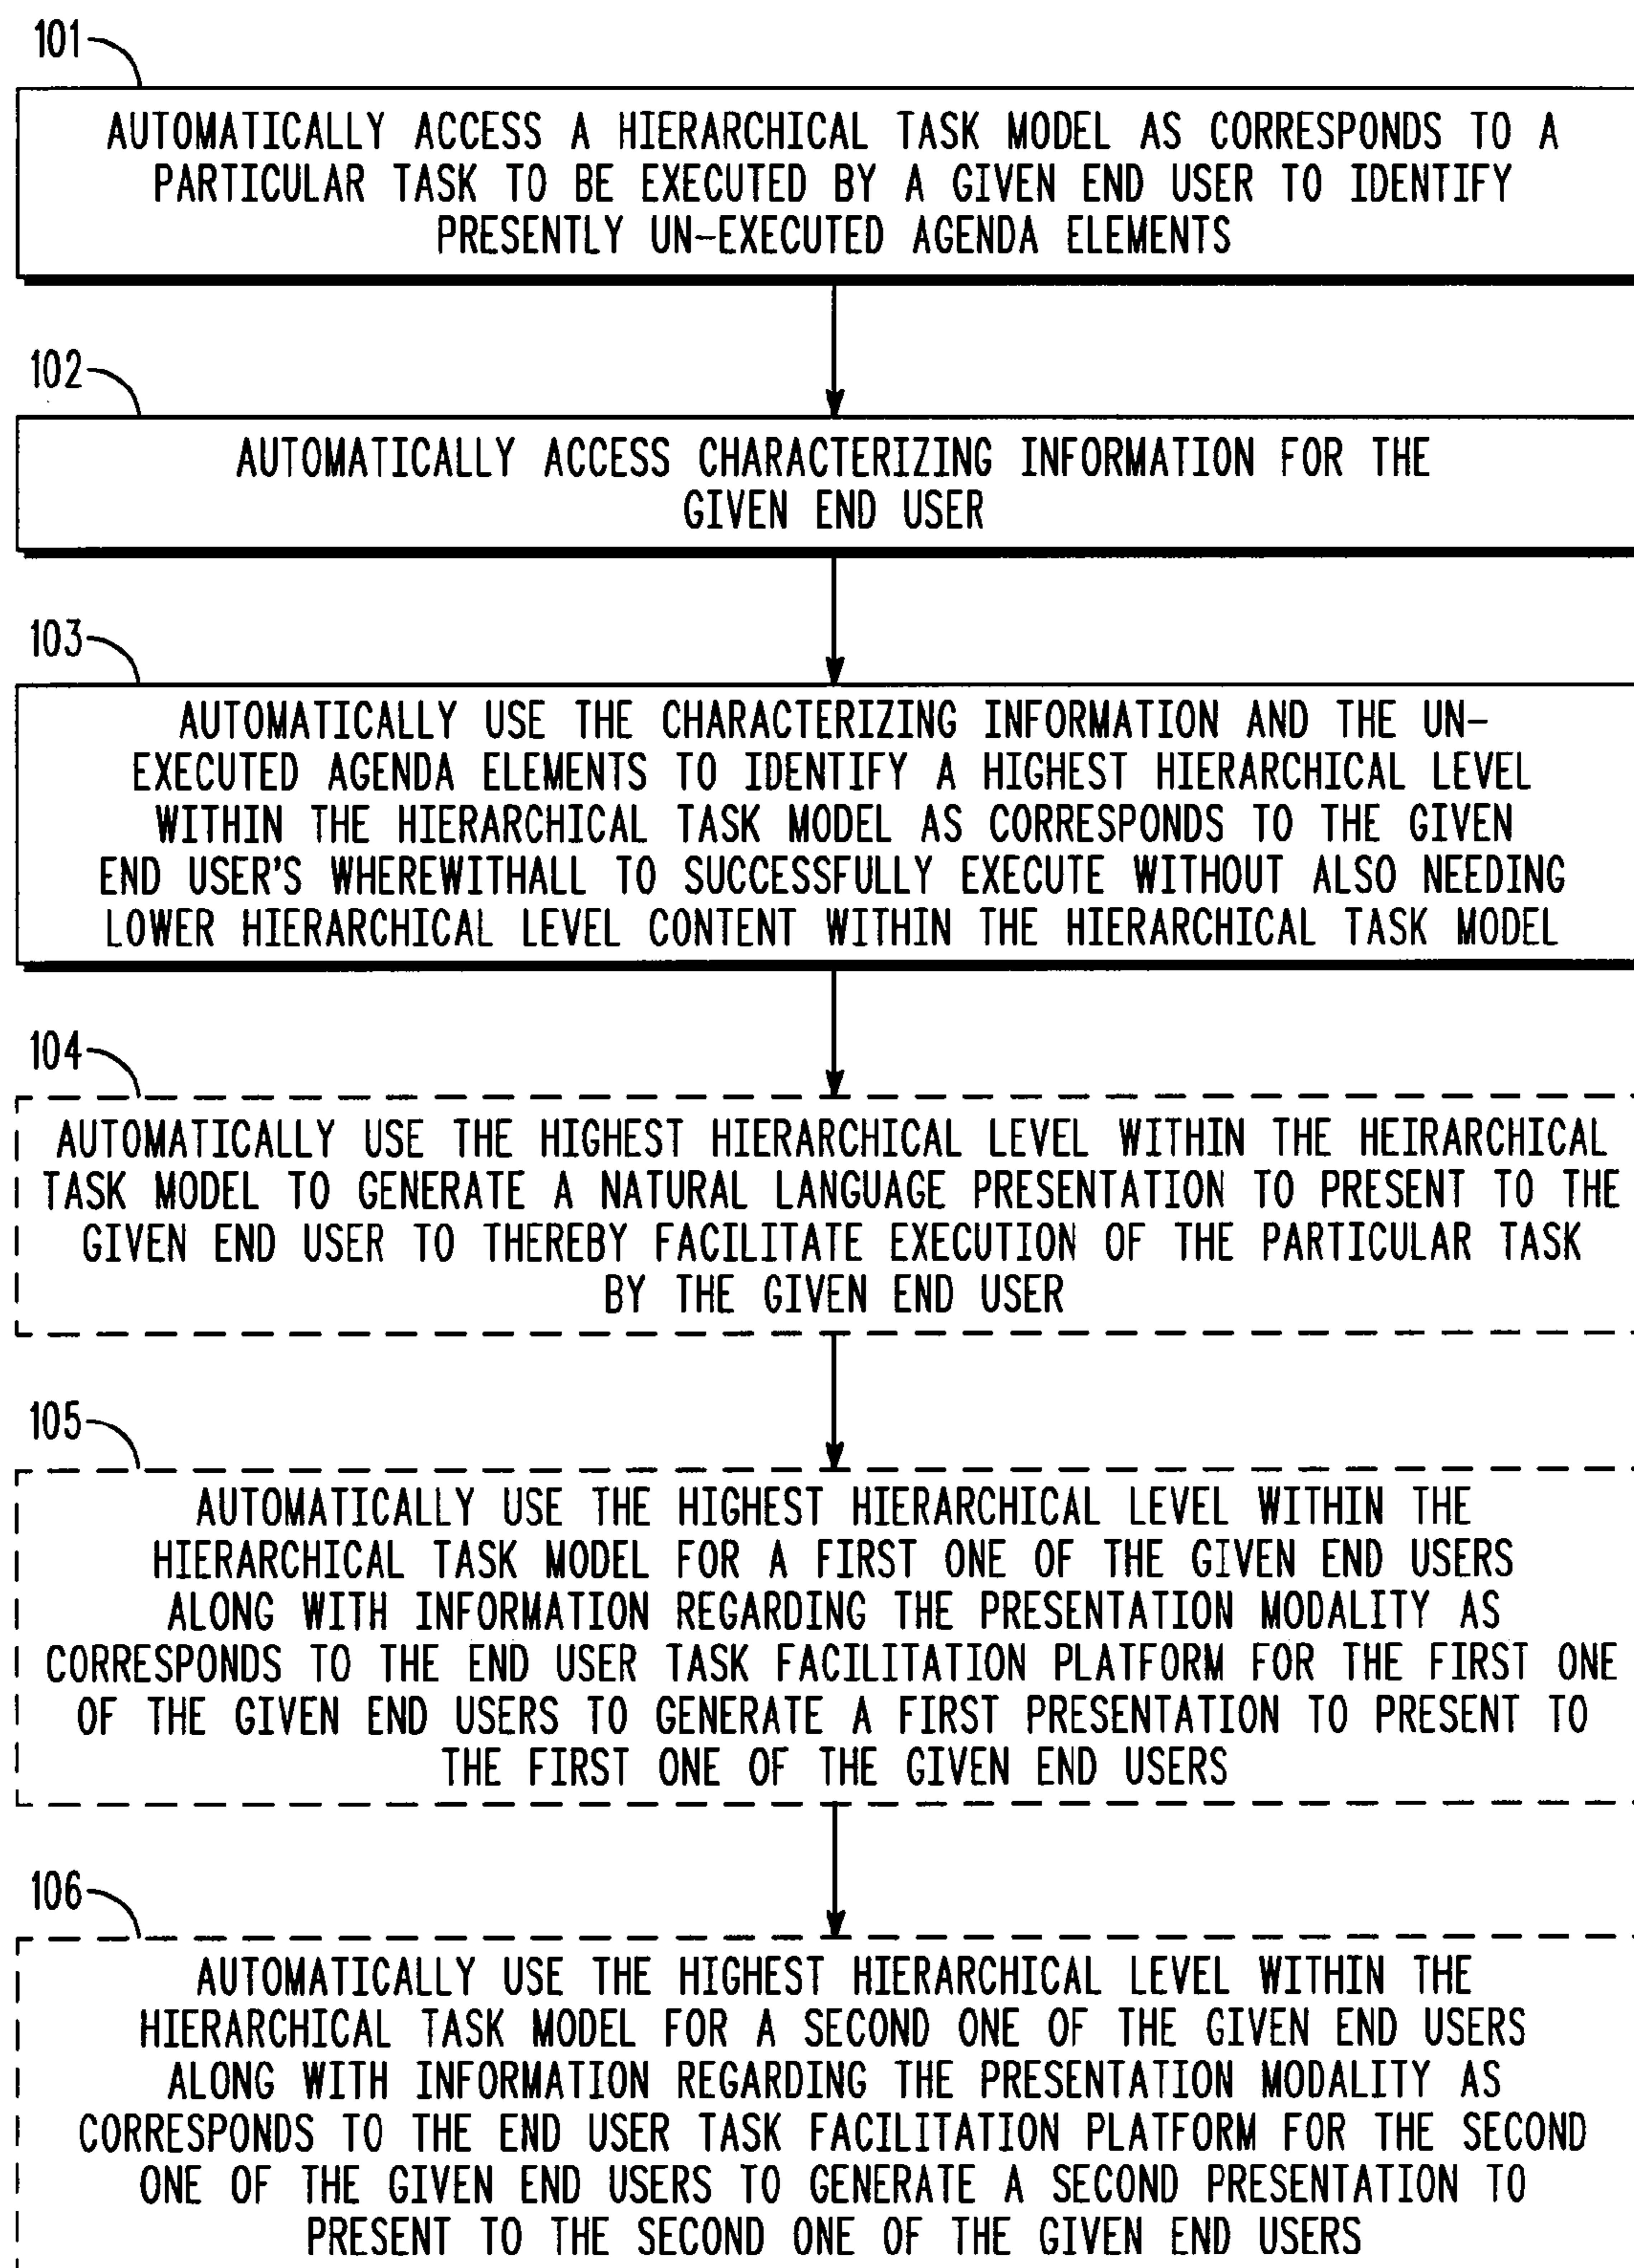 101
AUTOMATICALLY ACCESS A HIERARCHICAL TASK MODEL AS CORRESPONDS TO A
PARTICULAR TASK TO BE EXECUTED BY A GIVEN END USER TO IDENTIFY
PRESENTLY UN-EXECUTED AGENDA ELEMENTS
102
AUTOMATICALLY ACCESS CHARACTERIZING INFORMATION FOR THE
GIVEN END USER
103
AUTOMATICALLY USE THE CHARACTERIZING INFORMATION AND THE UN-
EXECUTED AGENDA ELEMENTS TO IDENTIFY A HIGHEST HIERARCHICAL LEVEL
WITHIN THE HIERARCHICAL TASK MODEL AS CORRESPONDS TO THE GIVEN
END USER'S WHEREWITHALL TO SUCCESSFULLY EXECUTE WITHOUT ALSO NEEDING
LOWER HIERARCHICAL LEVEL CONTENT WITHIN THE HIERARCHICAL TASK MODEL
104
AUTOMATICALLY USE THE HIGHEST HIERARCHICAL LEVEL WITHIN THE HEIRARCHICAL
TASK MODEL TO GENERATE A NATURAL LANGUAGE PRESENTATION TO PRESENT TO THE
GIVEN END USER TO THEREBY FACILITATE EXECUTION OF THE PARTICULAR TASK
BY THE GIVEN END USER
105
AUTOMATICALLY USE THE HIGHEST HIERARCHICAL LEVEL WITHIN THE
HIERARCHICAL TASK MODEL FOR A FIRST ONE OF THE GIVEN END USERS
ALONG WITH INFORMATION REGARDING THE PRESENTATION MODALITY AS
CORRESPONDS TO THE END USER TASK FACILITATION PLATFORM FOR THE FIRST ONE
OF THE GIVEN END USERS TO GENERATE A FIRST PRESENTATION TO PRESENT TO
THE FIRST ONE OF THE GIVEN END USERS
106
AUTOMATICALLY USE THE HIGHEST HIERARCHICAL LEVEL WITHIN THE
HIERARCHICAL TASK MODEL FOR A SECOND ONE OF THE GIVEN END USERS
ALONG WITH INFORMATION REGARDING THE PRESENTATION MODALITY AS
CORRESPONDS TO THE END USER TASK FACILITATION PLATFORM FOR THE SECOND
ONE OF THE GIVEN END USERS TO GENERATE A SECOND PRESENTATION TO
PRESENT TO THE SECOND ONE OF THE GIVEN END USERS